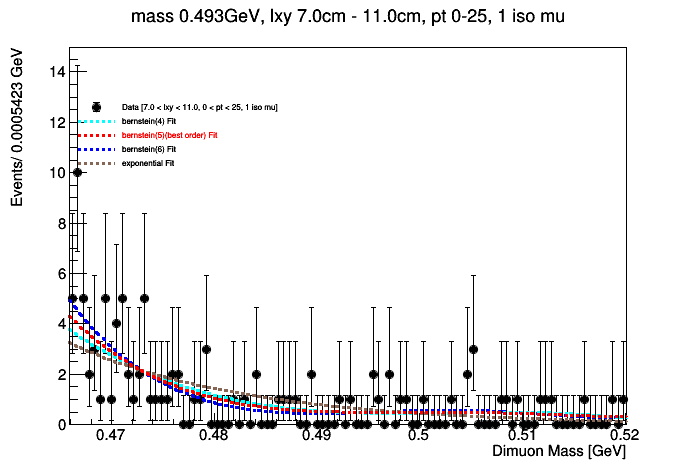 mass 0.493GeV, lxy 7.0cm - 11.0cm, pt 0-25, 1 iso mu
Events/ 0.0005423 GeV
14
12
10
8
6
4
2
0
Data [7.0 < lxy < 11.0, 0 < pt < 25, 1 iso mu]
bernstein(4) Fit
bernstein(5)(best order) Fit
bernstein(6) Fit
exponential Fit
0.47 0.48 0.49 0.5 0.51 0.52
Dimuon Mass [GeV]